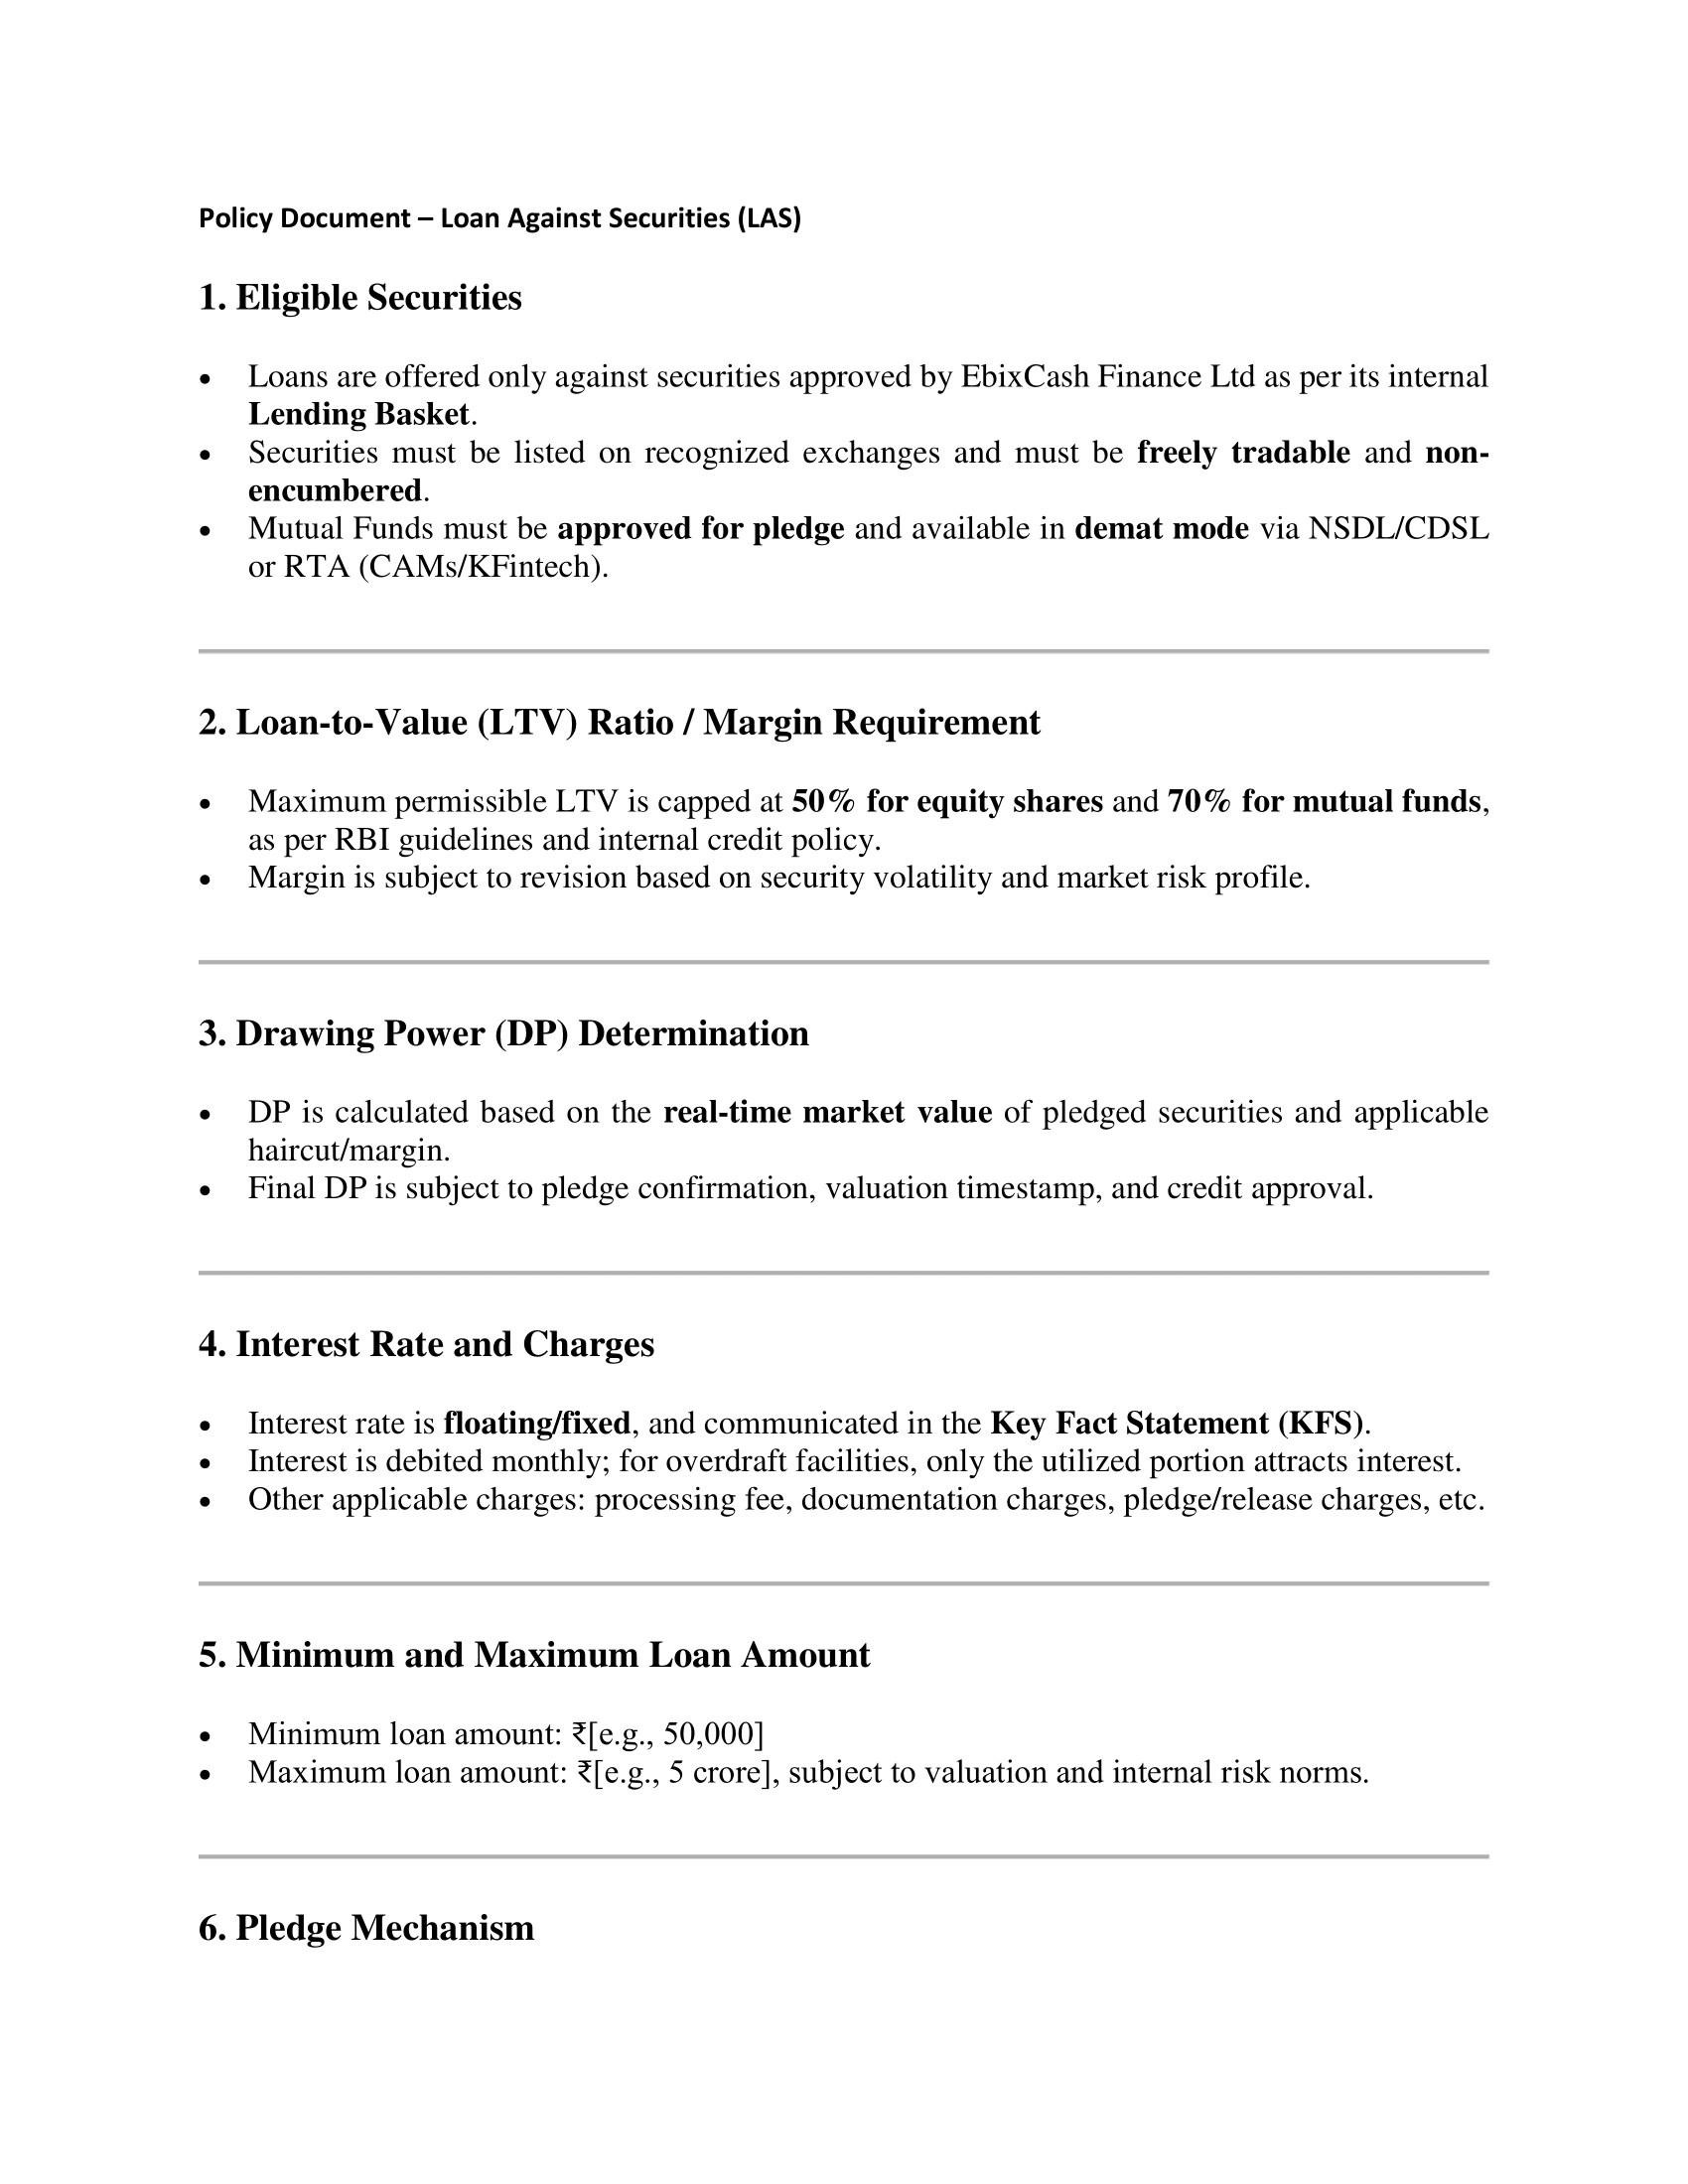 Policy Document – Loan Against Securities (LAS)
1. Eligible Securities
• Loans are offered only against securities approved by EbixCash Finance Ltd as per its internal
Lending Basket.
• Securities must be listed on recognized exchanges and must be freely tradable and non-
encumbered.
• Mutual Funds must be approved for pledge and available in demat mode via NSDL/CDSL
or RTA (CAMs/KFintech).
2. Loan-to-Value (LTV) Ratio / Margin Requirement
• Maximum permissible LTV is capped at 50% for equity shares and 70% for mutual funds,
as per RBI guidelines and internal credit policy.
• Margin is subject to revision based on security volatility and market risk profile.
3. Drawing Power (DP) Determination
• DP is calculated based on the real-time market value of pledged securities and applicable
haircut/margin.
• Final DP is subject to pledge confirmation, valuation timestamp, and credit approval.
4. Interest Rate and Charges
• Interest rate is floating/fixed, and communicated in the Key Fact Statement (KFS).
• Interest is debited monthly; for overdraft facilities, only the utilized portion attracts interest.
• Other applicable charges: processing fee, documentation charges, pledge/release charges, etc.
5. Minimum and Maximum Loan Amount
• Minimum loan amount: ₹[e.g., 50,000]
• Maximum loan amount: ₹[e.g., 5 crore], subject to valuation and internal risk norms.
6. Pledge Mechanism